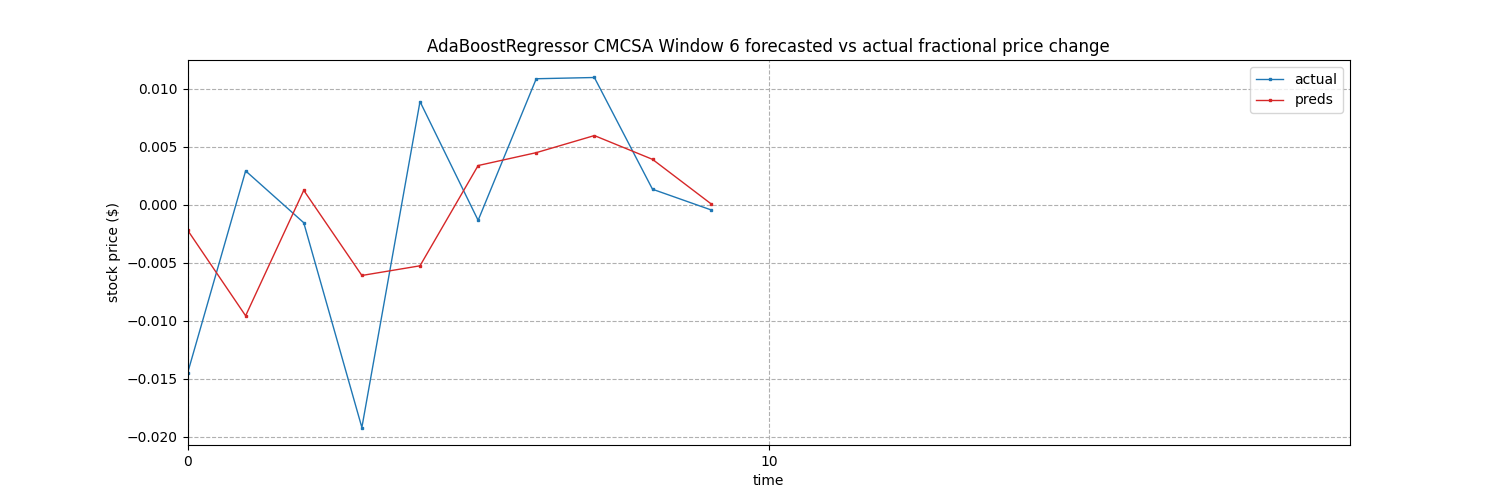 AdaBoostRegressor CMCSA Window 6 forecasted vs actual fractional price change
actual
preds
0.010
0.005
0.000
−0.005
−0.010
−0.015
−0.020
stock price ($)
0
10
time